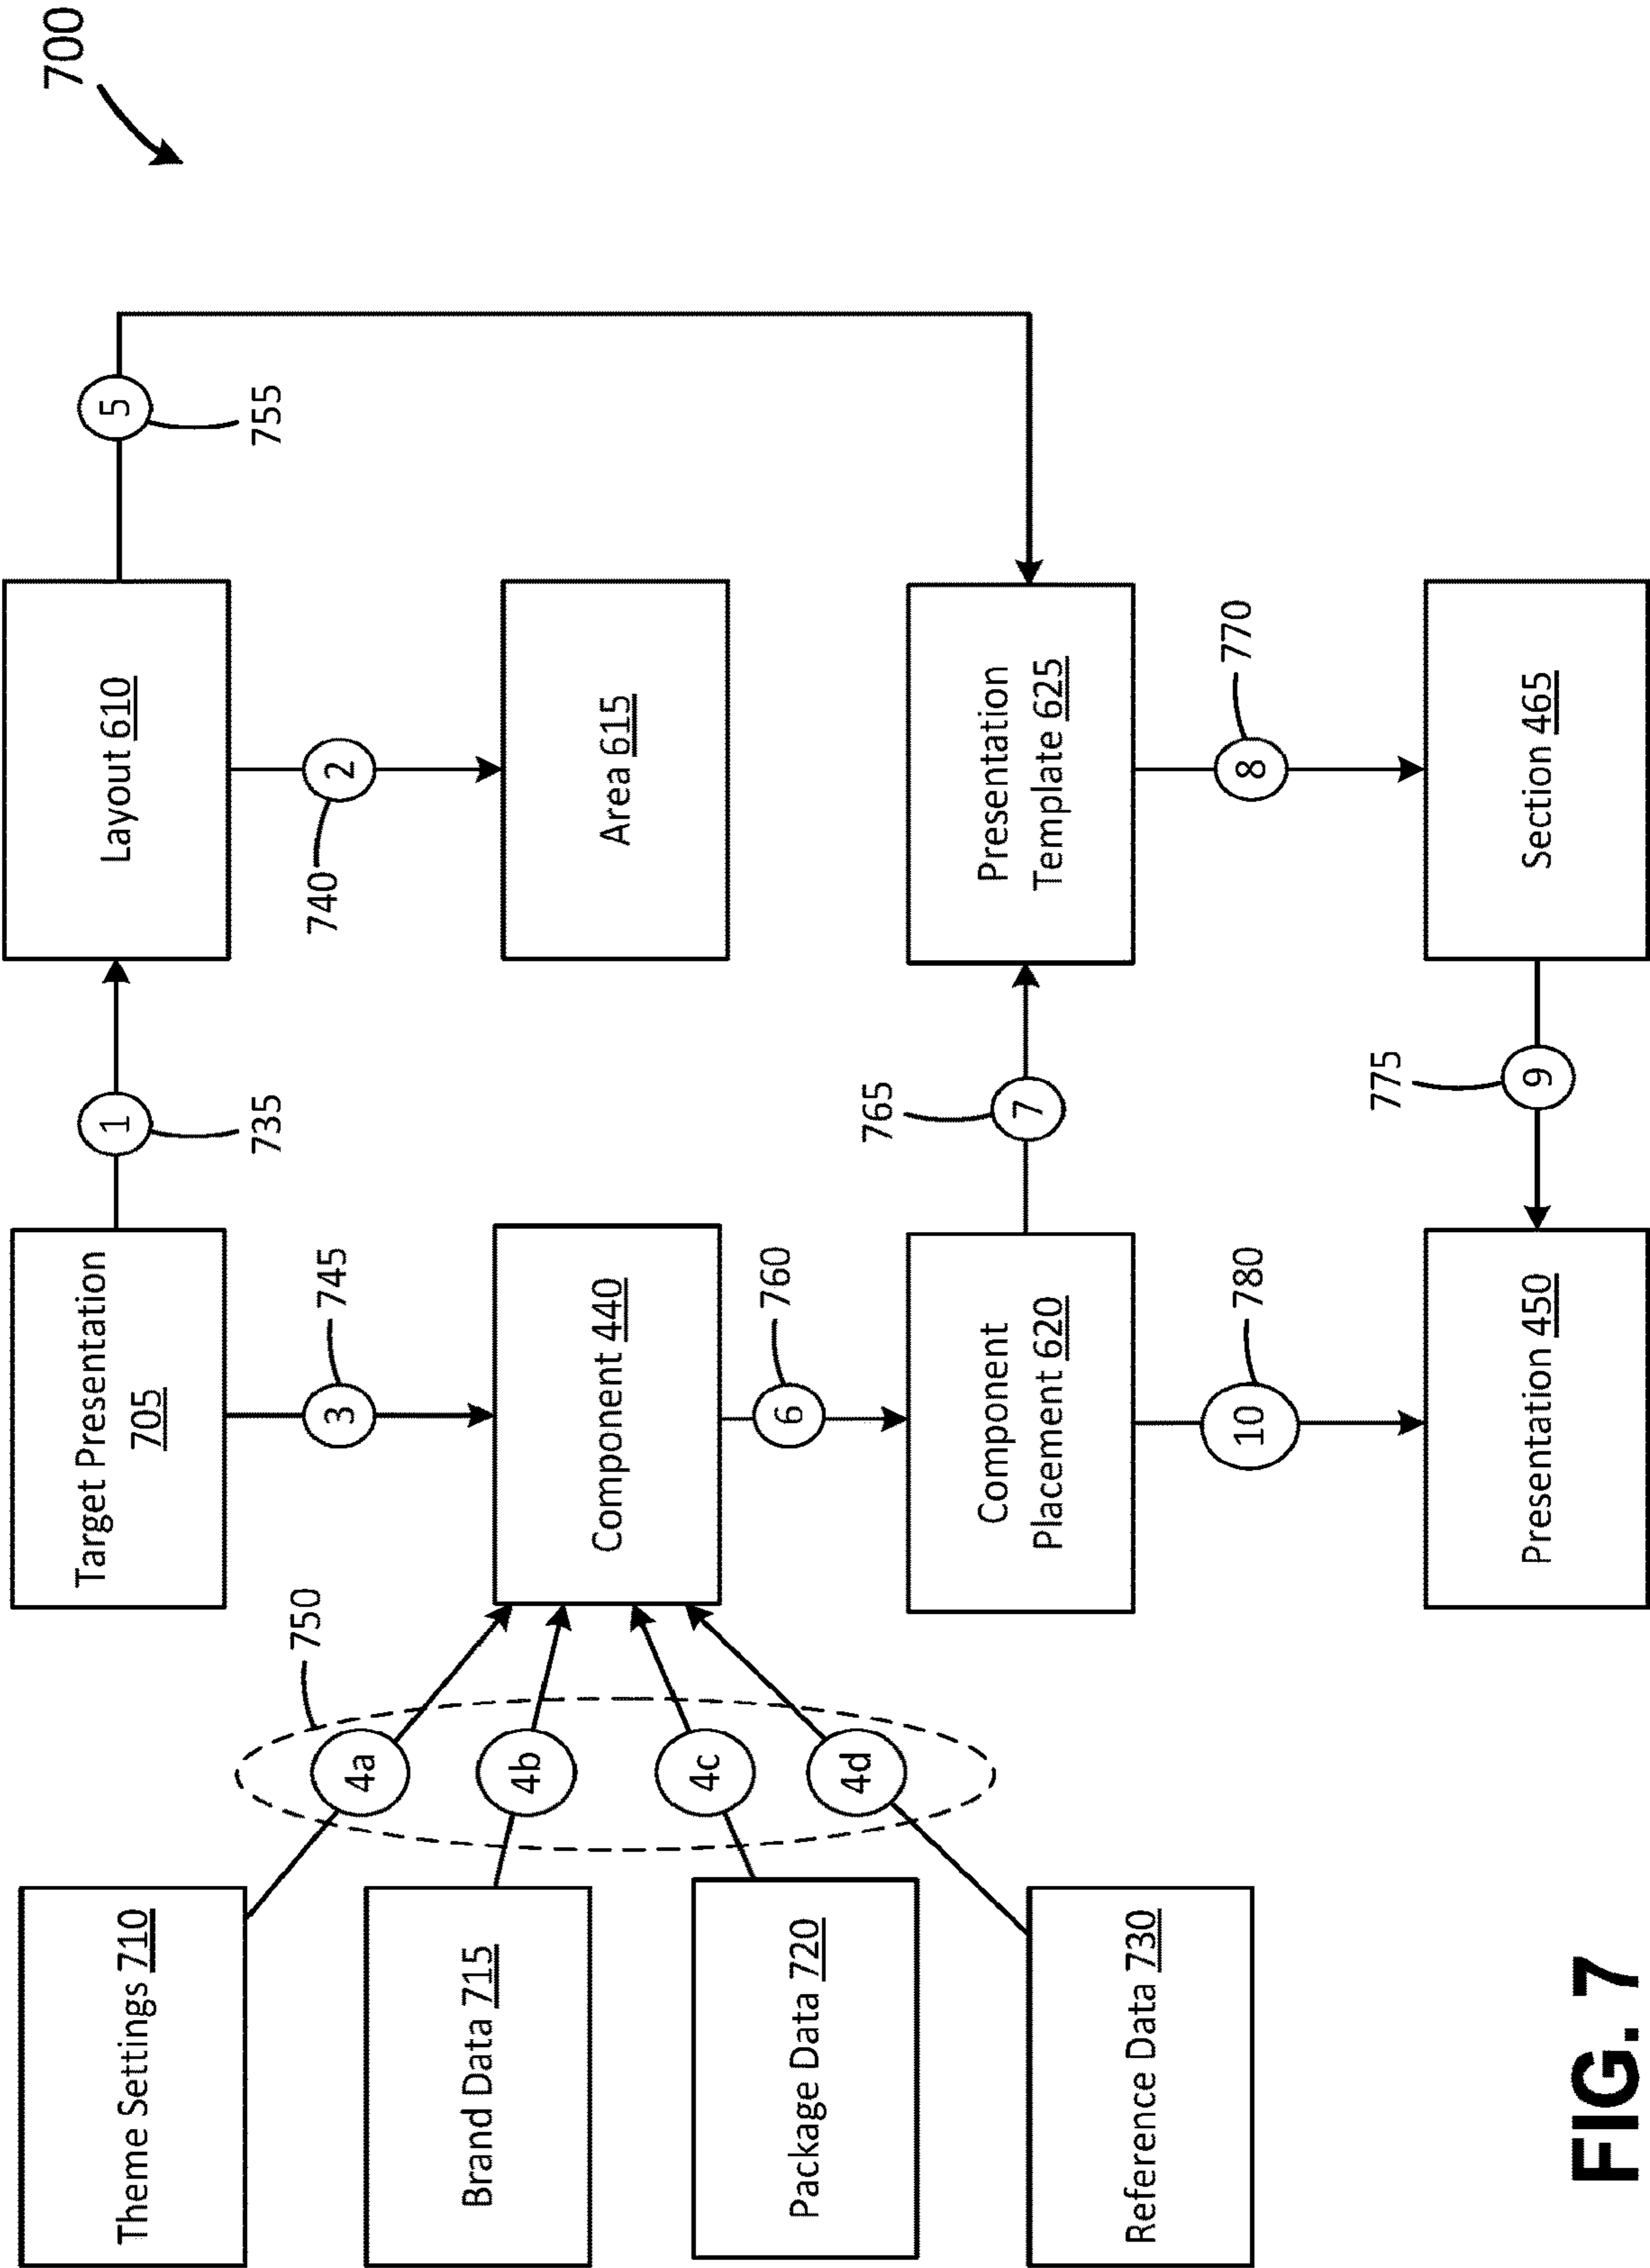 700
Theme Settings 710
Brand Data 715
Package Data 720
Reference Data 730
750
4a
4b
4c
4d
Target Presentation
705
1
735
Layout 610
5
755
3
745
2
740
Component 440
Area 615
6
760
Component
Placement 620
7
765
Presentation
Template 625
10
780
8
770
Presentation 450
9
775
Section 465
FIG. 7